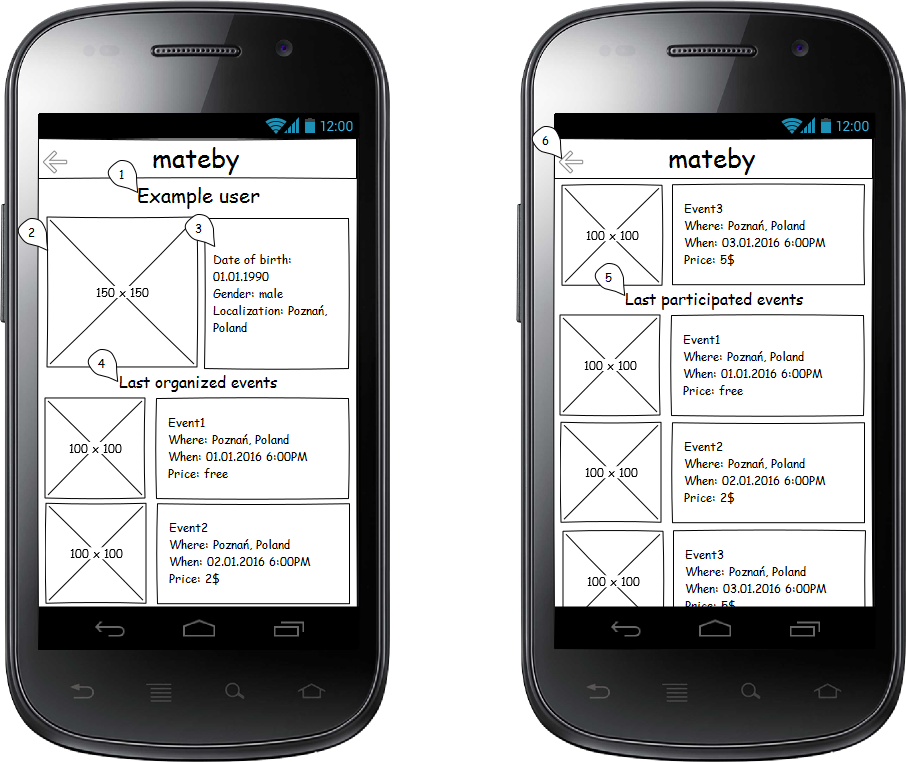 12:00
mateby
1
Example user
2
3
150 x 150
Date of birth:
01.01.1990
Gender: male
Localization: Poznań,
Poland
4
Last organized events
100 x 100
Event1
Where: Poznań, Poland
When: 01.01.2016 6:00PM
Price: free
100 x 100
Event2
Where: Poznań, Poland
When: 02.01.2016 6:00PM
Price: 2$
12:00
6
mateby
100 x 100
Event3
Where: Poznań, Poland
When: 03.01.2016 6:00PM
Price: 5$
5
Last participated events
100 x 100
Event1
Where: Poznań, Poland
When: 01.01.2016 6:00PM
Price: free
100 x 100
Event2
Where: Poznań, Poland
When: 02.01.2016 6:00PM
Price: 2$
100 x 100
Event3
Where: Poznań, Poland
When: 03.01.2016 6:00PM
Price: 5$